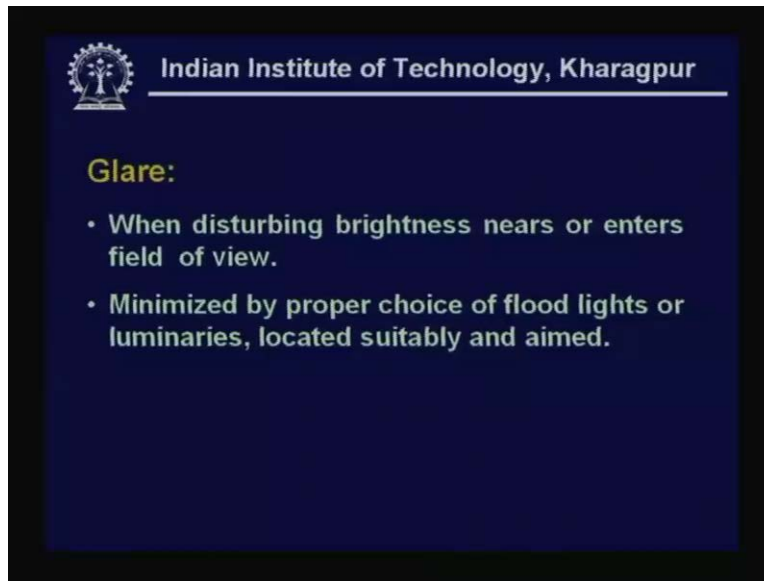 Indian Institute of Technology, Kharagpur
Glare:
• When disturbing brightness nears or enters
field of view.
• Minimized by proper choice of flood lights or
luminaries, located suitably and aimed.